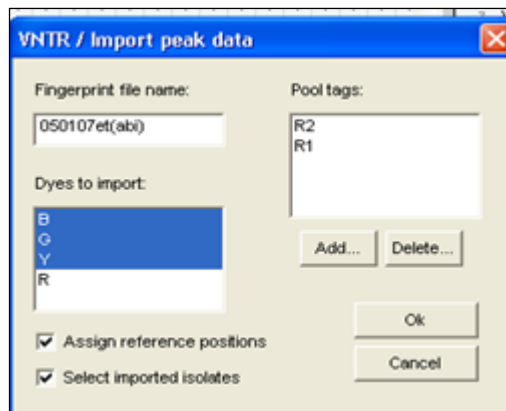 VNTR / Import peak data
Fingerprint file name:
050107et(abi)
Dyes to import:
B
G
Y
R
Assign reference positions
Select imported isolates
Pool tags:
R2
R1
Add...
Delete...
Ok
Cancel